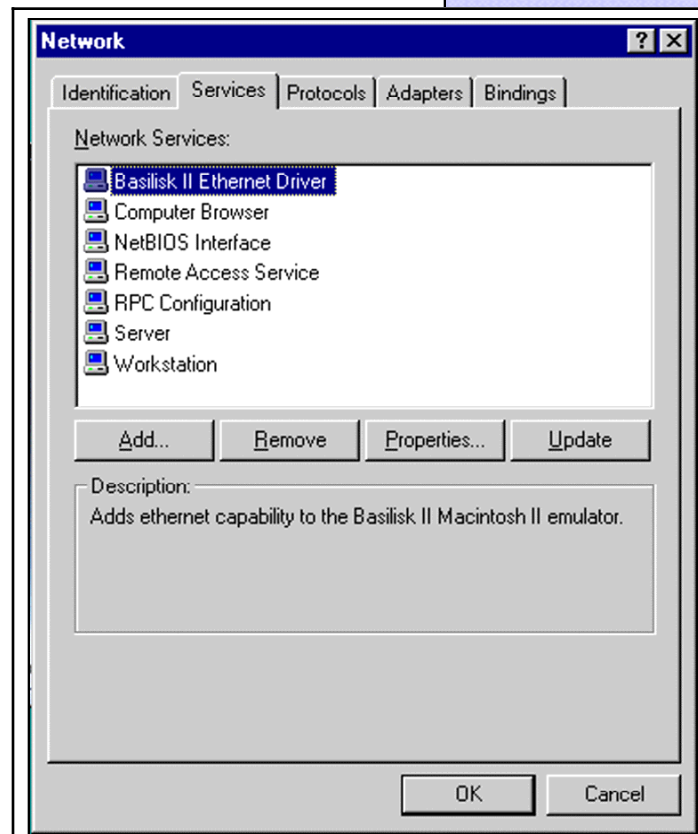 Network
Identification Services Protocols Adapters Bindings
Network Services:
Basilisk II Ethernet Driver
Computer Browser
NetBIOS Interface
Remote Access Service
RPC Configuration
Server
Workstation
Add... Remove Properties... Update
Description:
Adds ethernet capability to the Basilisk II Macintosh II emulator.
OK Cancel